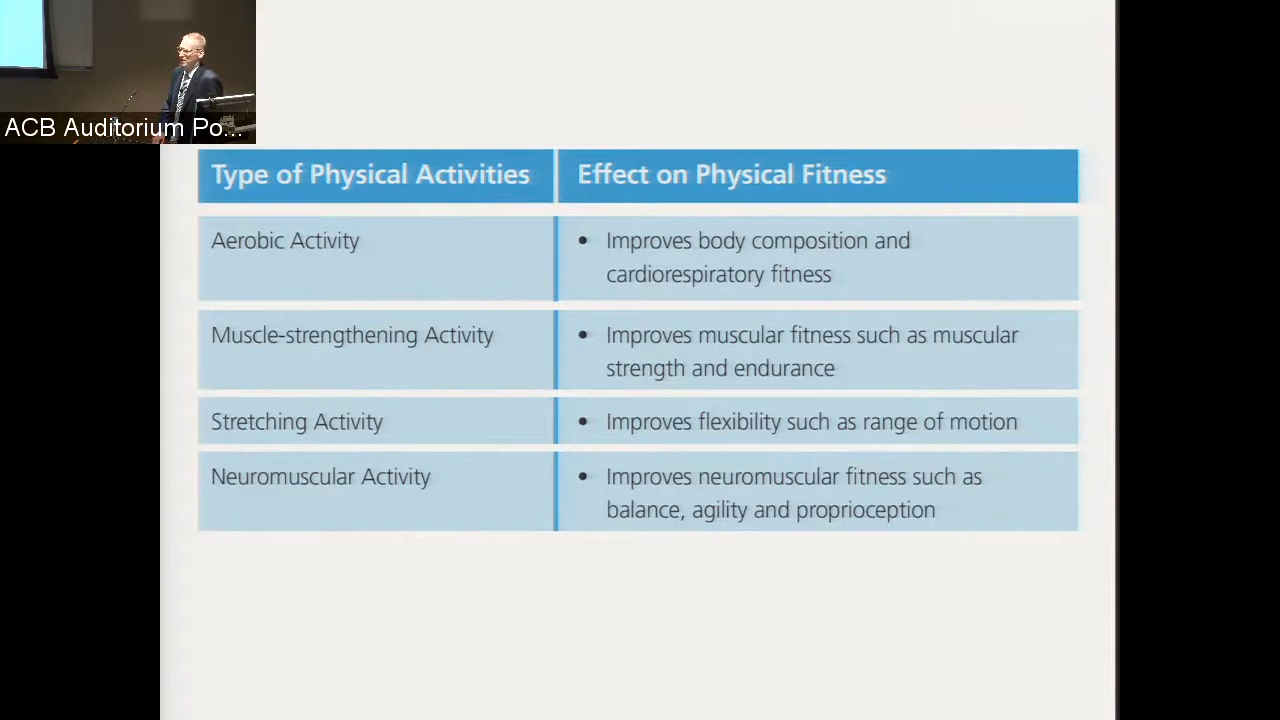 ACB Auditorium Po...
Type of Physical Activities
Effect on Physical Fitness
Aerobic Activity
• Improves body composition and
cardiorespiratory fitness
Muscle-strengthening Activity
• Improves muscular fitness such as muscular
strength and endurance
Stretching Activity
• Improves flexibility such as range of motion
Neuromuscular Activity
• Improves neuromuscular fitness such as
balance, agility and proprioception